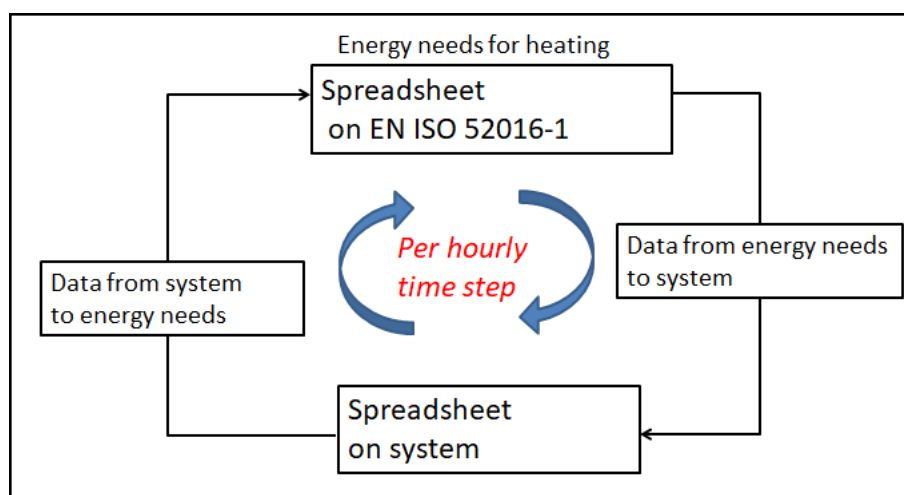 Energy needs for heating
Spreadsheet
on EN ISO 52016-1
Per hourly
time step
Data from energy needs
to system
Data from system
to energy needs
Spreadsheet
on system